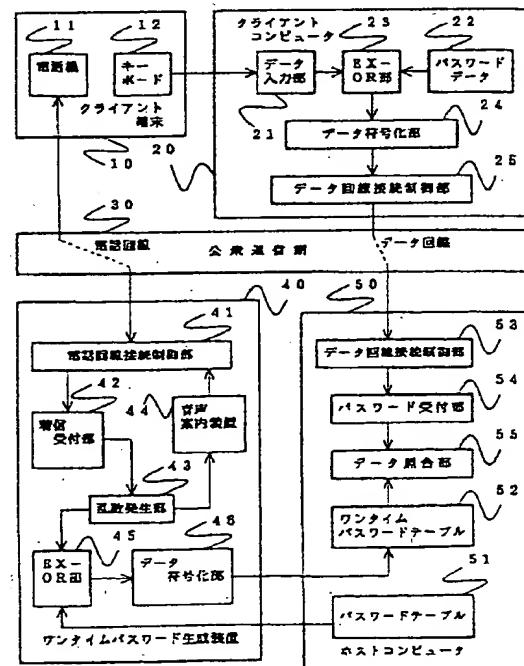 11
12
電話機
キー
ボード
クライアント
端末
10
クライアント
コンピュータ
23
22
データ
入力部
EX-
OR部
パスワード
データ
21
24
データ符号化部
20
25
データ回線接続制御部
30
電話回線
公衆通信網
データ回線
40
50
41
電話回線接続制御部
42
44
着信
受付部
音声
案内装置
43
乱数発生部
45
46
EX-
OR部
データ
符号化部
ワンタイムパスワード生成装置
53
データ回線接続制御部
54
パスワード受付部
55
データ照合部
52
ワンタイム
パスワードテーブル
51
パスワードテーブル
ホストコンピュータ